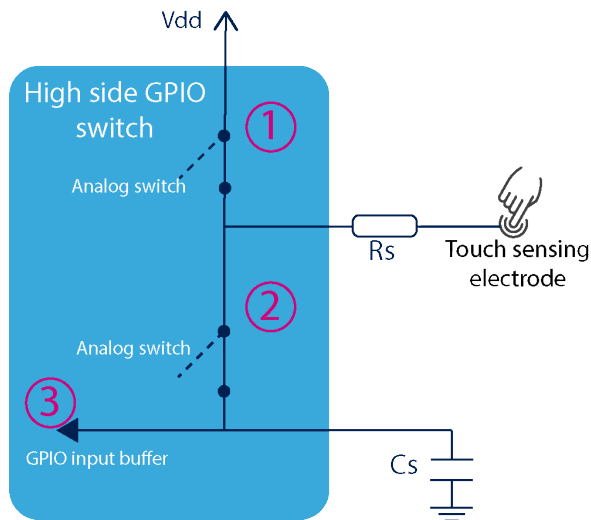 Vdd
High side GPIO
switch
1
Analog switch
Rs
Touch sensing
electrode
2
Analog switch
3
GPIO input buffer
Cs